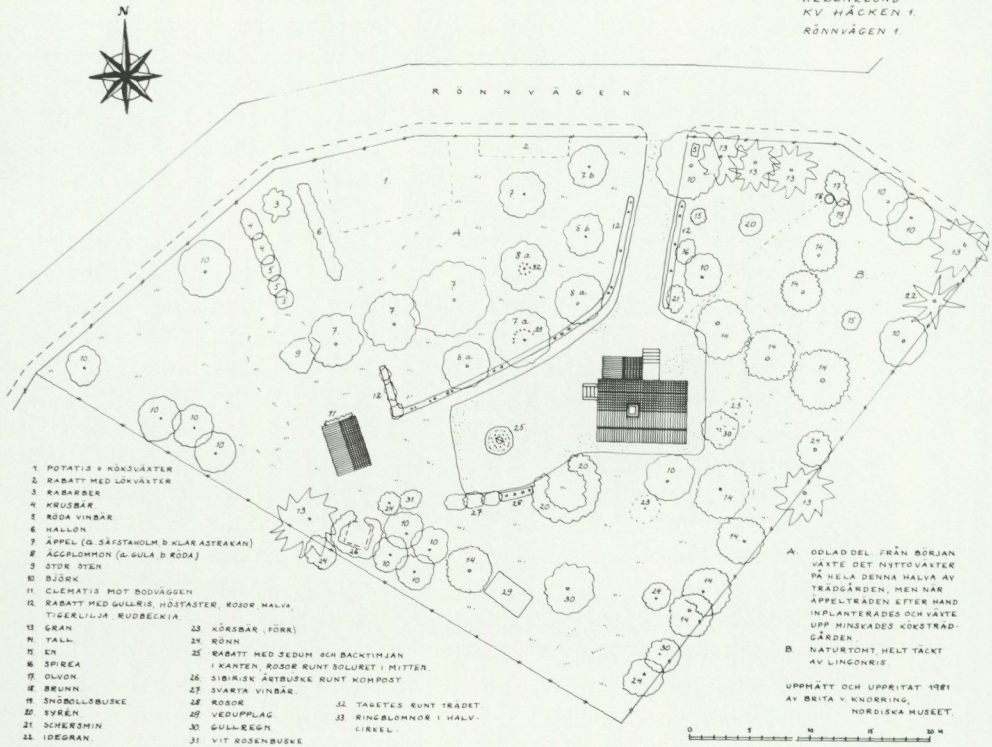 N
KV HÄCKEN 1.
RÖNNVÄGEN 1
RÖNNVÄGEN
1. POTATIS O KÖKSVÄXTER
2 RABATT MED LÖKVÄXTER
3 RABARBER
4 KRUSBÄR
5 RÖDA VINBÄR
6 HALLON
7 ÄPPEL (a. SÄFSTAHOLM b KLAR ASTRAKAN)
8 ÄGGPLOMMON (a. GULA b RÖDA)
9 STOR STEN
10 BJÖRK
11 CLEMATIS MOT BODVÄGGEN
12 RABATT MED GULLRIS, HÖSTASTER, ROSOR, MALVA,
TIGERLILJA, RUDBECKIA
13 GRAN
14. TALL.
15 EN
16 SPIREA
17 OLVON
18. BRUNN.
19. SNÖBOLLSBUSKE
20. SYRÉN
21. SCHERSMIN
22. IDEGRAN.
23. KÖRSBÄR (FÖRR)
24. RÖNN
25 RABATT MED SEDUM OCH BACKTIMJAN
I KANTEN, ROSOR RUNT SOLURET I MITTEN.
26. SIBIRISK ÄRTBUSKE RUNT KOMPOST
27 SVARTA VINBÄR.
28 ROSOR
29 VEDUPPLAG.
30 GULLREGN.
31 VIT ROSENBUSKE
32 TAGETES RUNT TRÄDET.
33 RINGBLOMNOR I HALV-
CIRKEL.
A. ODLAD DEL. FRÅN BÖRJAN
VÄXTE DET NYTTOVÄXTER
PÅ HELA DENNA HALVA AV
TRÄDGÅRDEN, MEN NÄR
ÄPPELTRÄDEN EFTER HAND
INPLANTERADES OCH VÄXTE
UPP MINSKADES KÖKSTRÄD-
GÅRDEN.
B. NATURTOMT, HELT TÄCKT
AV LINGONRIS.
UPPMÄTT OCH UPPRITAT 1981
AV BRITA V. KNORRING,
NORDISKA MUSEET.
0 5 10 15 20 M